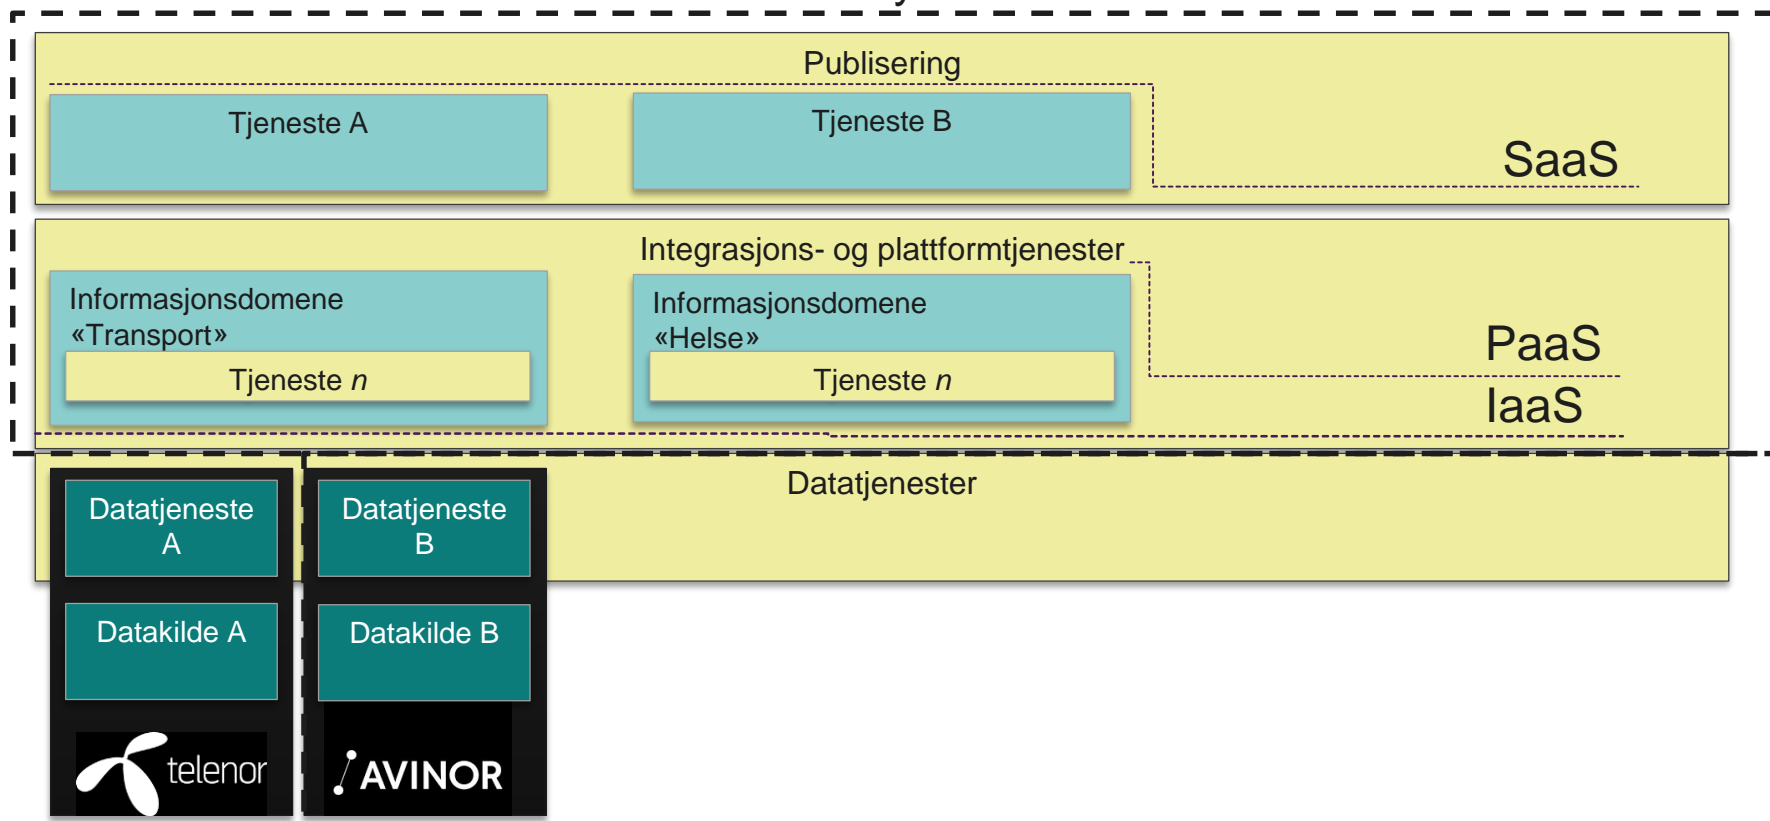 Publisering
Tjeneste A
Tjeneste B
SaaS
Integrasjons- og plattformtjenester
Informasjonsdomene
«Transport»
Tjeneste n
Informasjonsdomene
«Helse»
Tjeneste n
PaaS
IaaS
Datatjenester
Datatjeneste
A
Datatjeneste
B
Datakilde A
Datakilde B
telenor
AVINOR